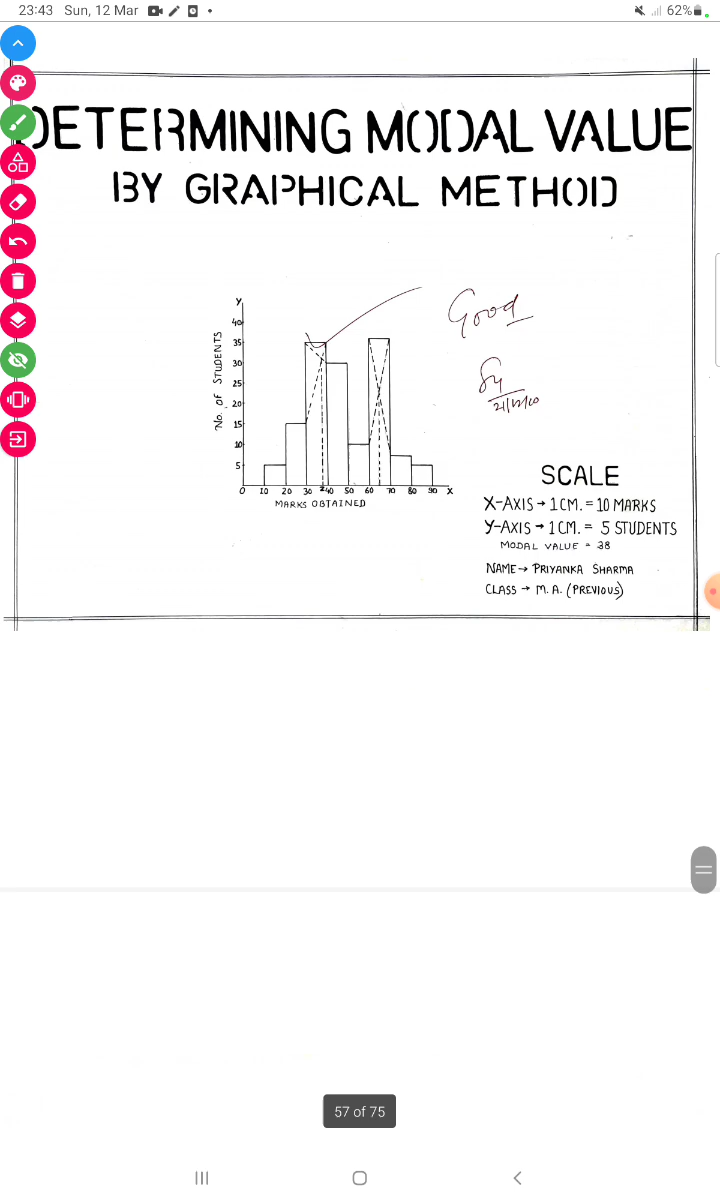 23:43 Sun, 12 Mar
62%
DETERMINING MODAL VALUE
BY GRAPHICAL METHOD
Good
21/12/00
Y
40
35
30
25
20
15
10
5
No. OF STUDENTS
0 10 20 30 Z 40 50 60 70 80 90 X
MARKS OBTAINED
SCALE
X-AXIS → 1 CM. = 10 MARKS
Y-AXIS → 1 CM. = 5 STUDENTS
MODAL VALUE = 38
NAME → PRIYANKA SHARMA
CLASS → M. A. (PREVIOUS)
57 of 75